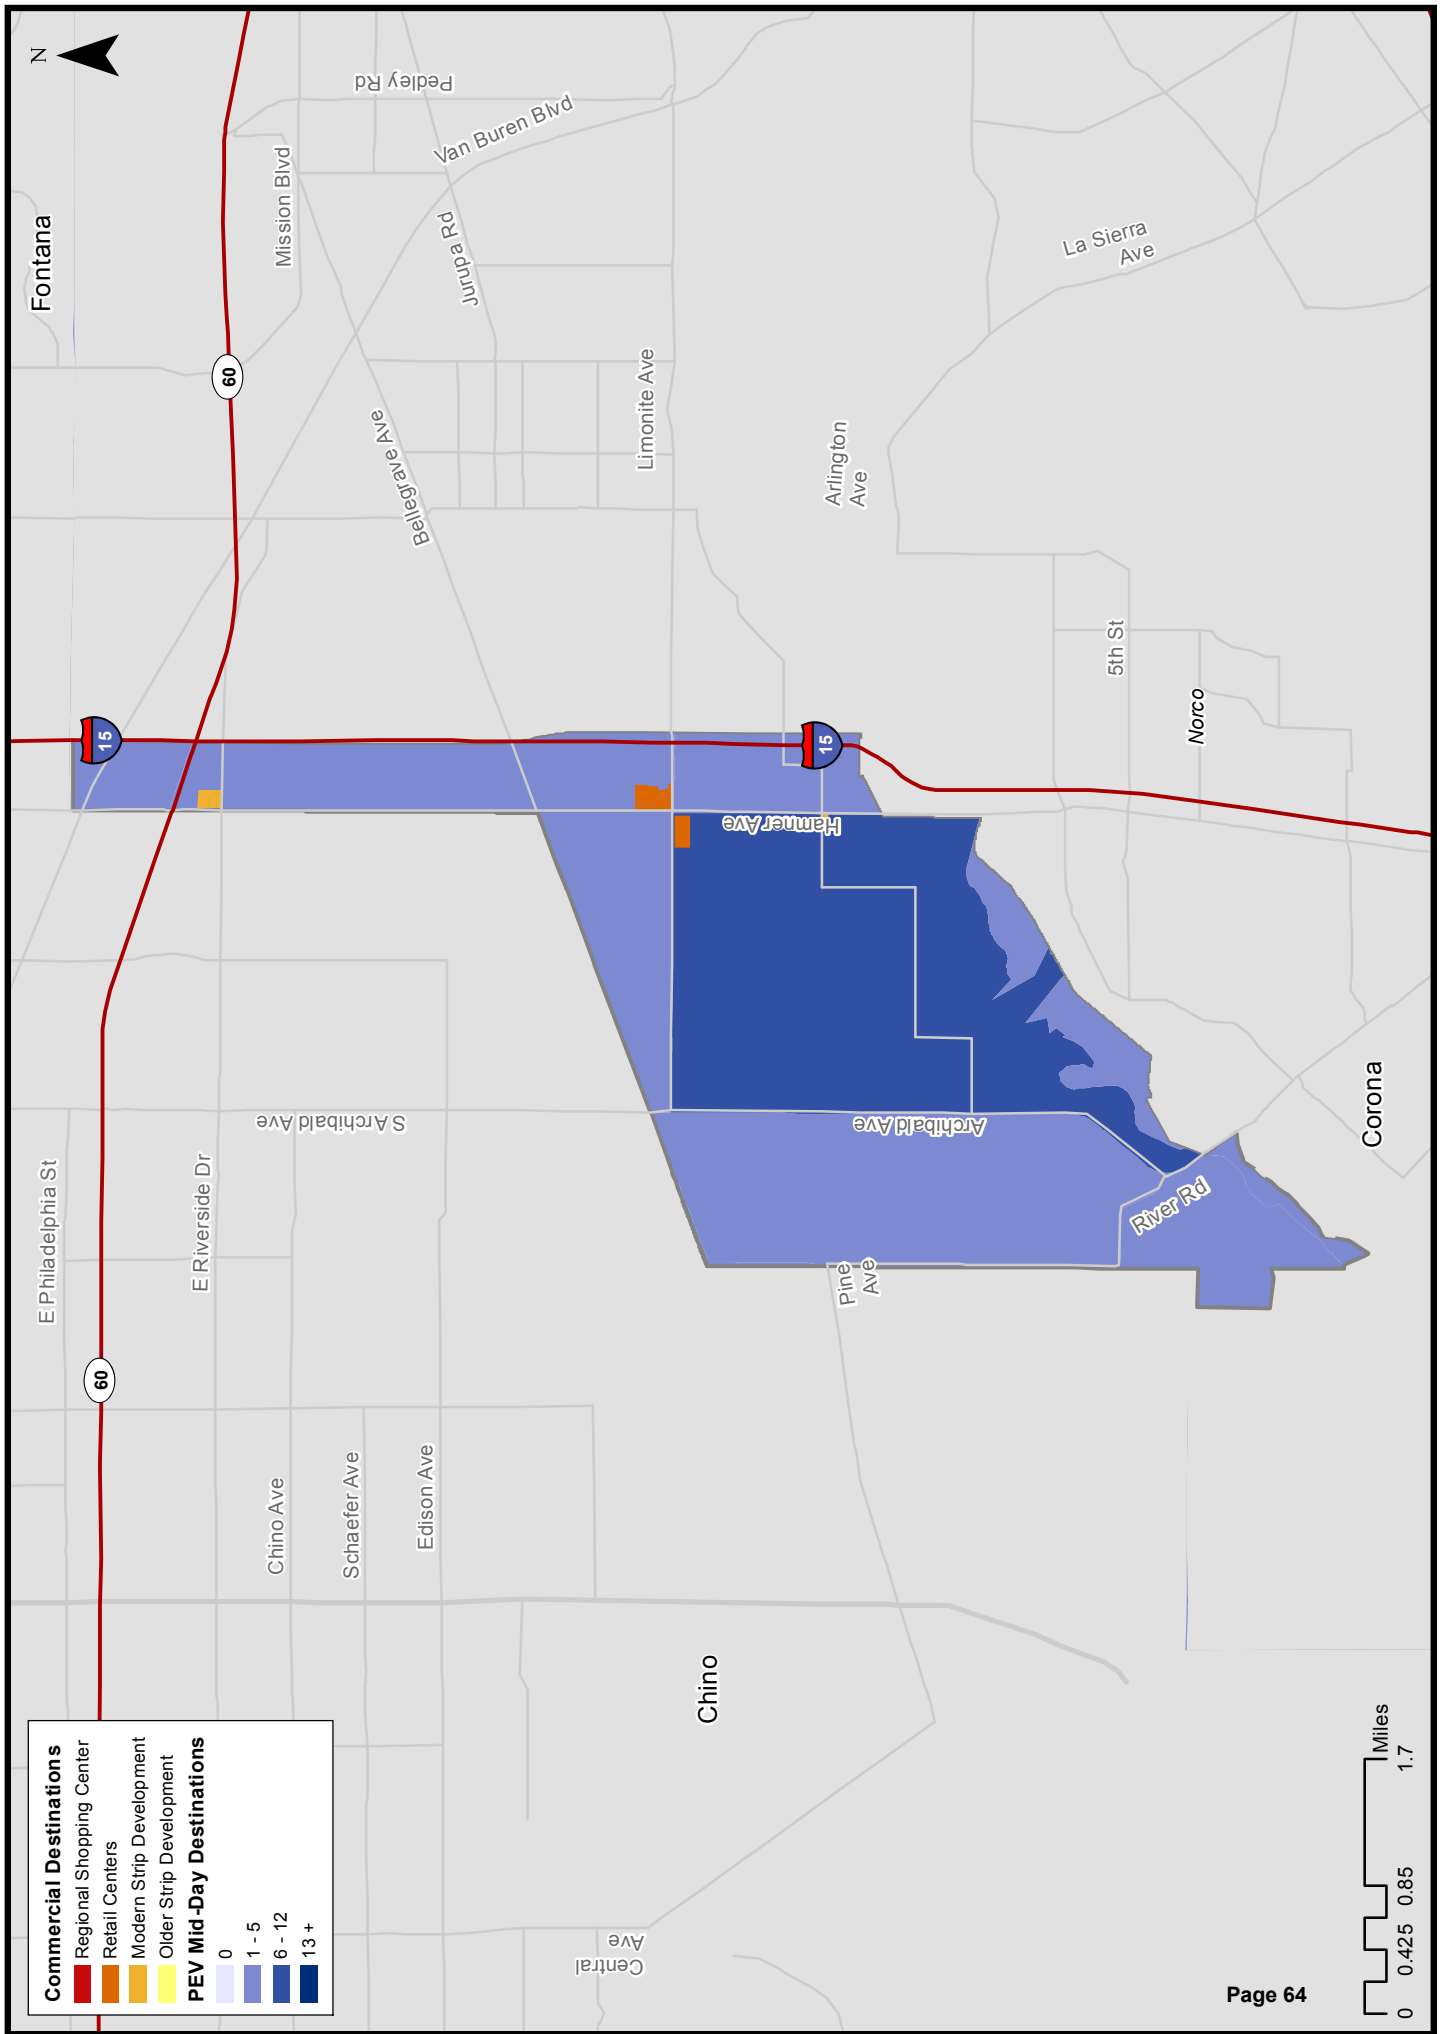 Commercial Destinations
Regional Shopping Center
Retail Centers
Modern Strip Development
Older Strip Development
PEV Mid-Day Destinations
0
1 - 5
6 - 12
13 +
N
Fontana
60
60
15
15
E Philadelphia St
E Riverside Dr
Mission Blvd
Pedley Rd
Van Buren Blvd
Jurupa Rd
Bellegrave Ave
Limonite Ave
Chino Ave
Schaefer Ave
Edison Ave
S Archibald Ave
Hamner Ave
Archibald Ave
Arlington
Ave
La Sierra
Ave
Pine
Ave
Central
Ave
River Rd
5th St
Norco
Chino
Corona
Page 64
0 0.425 0.85 1.7
Miles